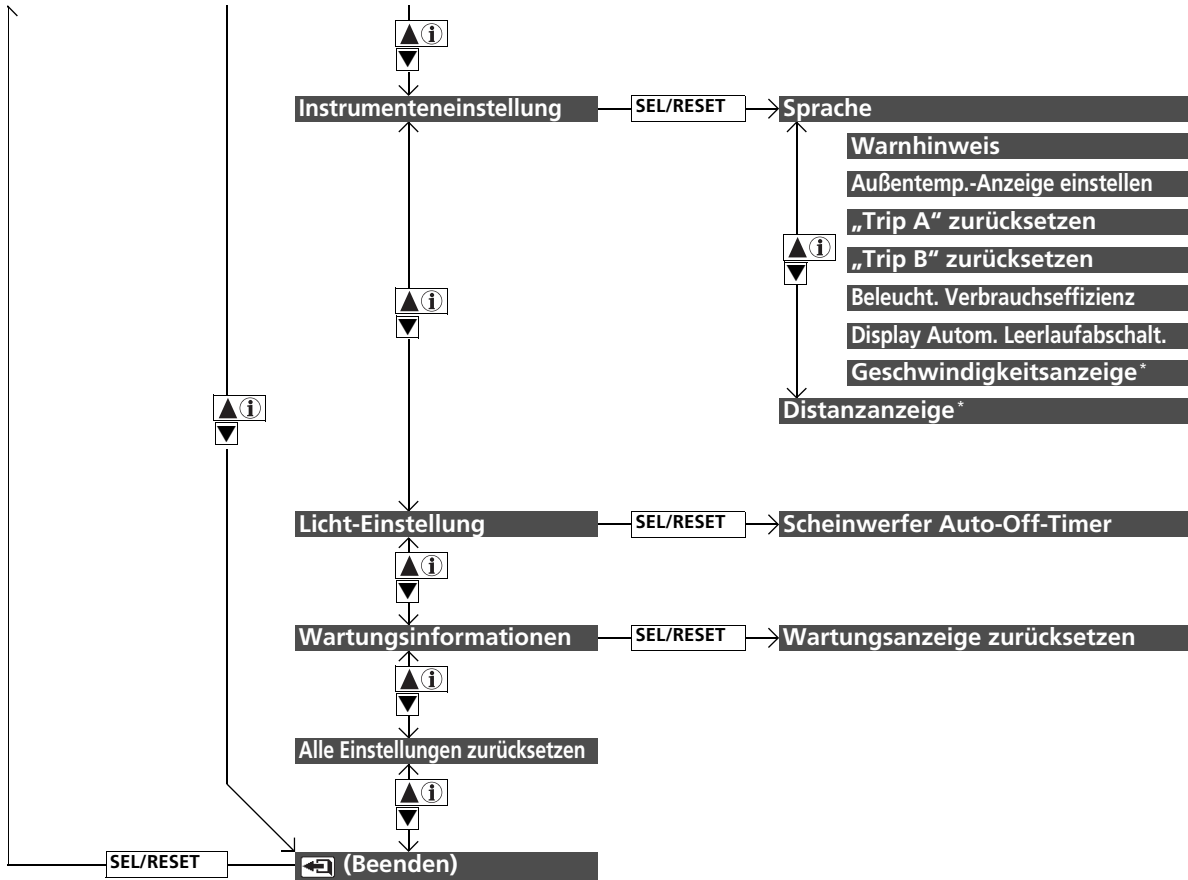 ▲ⓘ
▼
Instrumenteneinstellung SEL/RESET Sprache
Warnhinweis
Außentemp.-Anzeige einstellen
„Trip A“ zurücksetzen
„Trip B“ zurücksetzen
▲ⓘ
▼
Beleucht. Verbrauchseffizienz
▲ⓘ
▼
Display Autom. Leerlaufabschalt.
Geschwindigkeitsanzeige*
Distanzanzeige*
▲ⓘ
▼
Licht-Einstellung SEL/RESET Scheinwerfer Auto-Off-Timer
▲ⓘ
▼
Wartungsinformationen SEL/RESET Wartungsanzeige zurücksetzen
▲ⓘ
▼
Alle Einstellungen zurücksetzen
▲ⓘ
▼
SEL/RESET (Beenden)